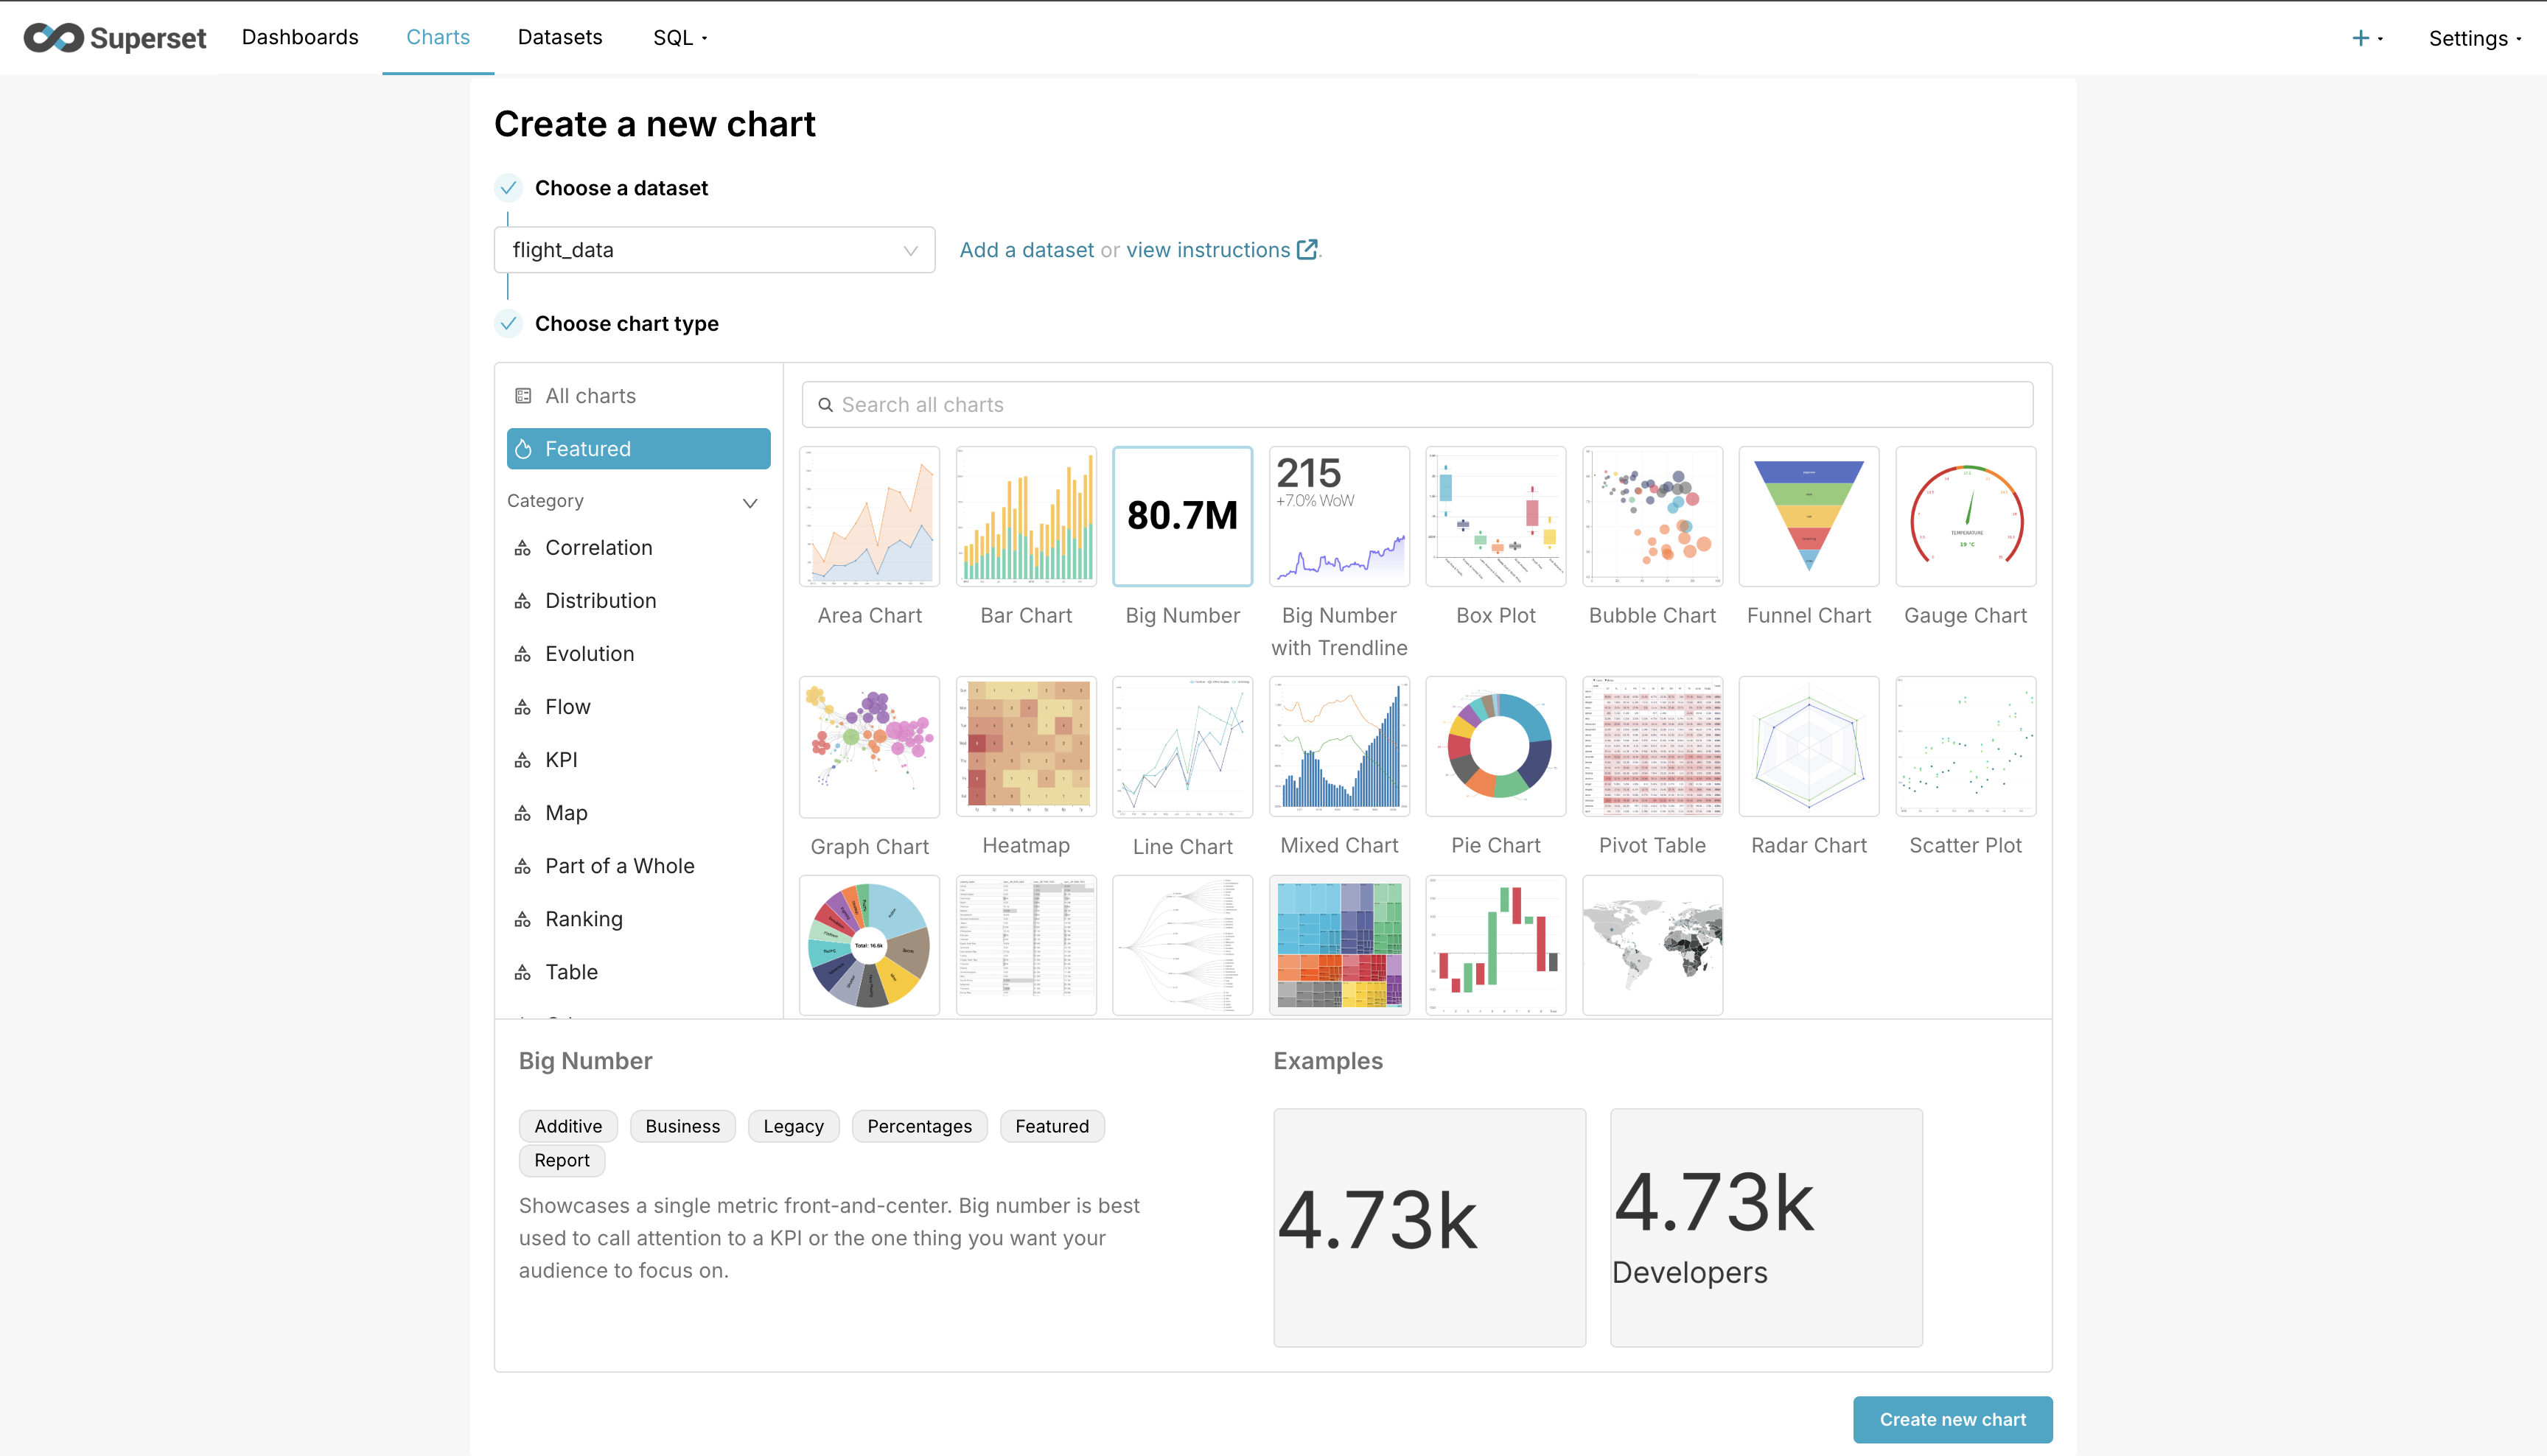 Superset
Dashboards
Charts
Datasets
SQL
+
Settings
Create a new chart
Choose a dataset
flight_data
Add a dataset or view instructions .
Choose chart type
All charts
Featured
Category
Correlation
Distribution
Evolution
Flow
KPI
Map
Part of a Whole
Ranking
Table
Search all charts
80.7M
215
+7.0% WoW
TEMPERATURE
19 °C
Area Chart
Bar Chart
Big Number
Big Number
with Trendline
Box Plot
Bubble Chart
Funnel Chart
Gauge Chart
Graph Chart
Heatmap
Line Chart
Mixed Chart
Pie Chart
Pivot Table
Radar Chart
Scatter Plot
Total: 16.6k
Big Number
Additive
Business
Legacy
Percentages
Featured
Report
Showcases a single metric front-and-center. Big number is best
used to call attention to a KPI or the one thing you want your
audience to focus on.
Examples
4.73k
4.73k
Developers
Create new chart